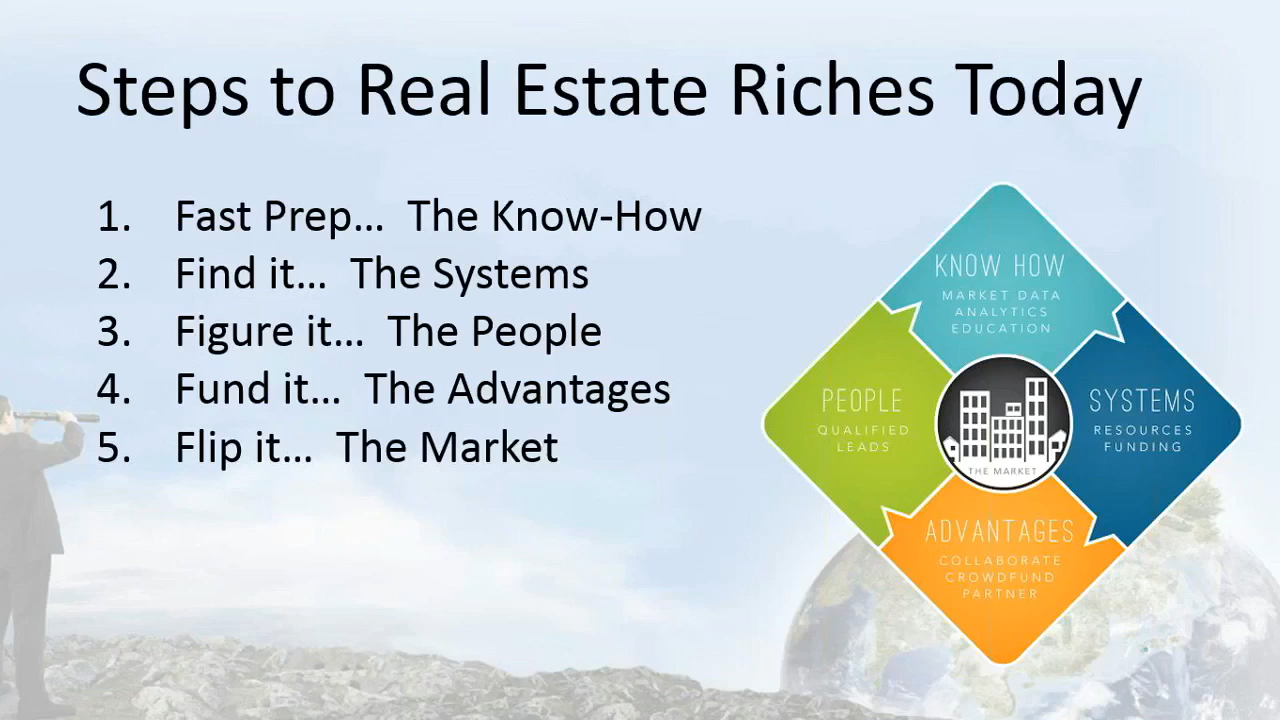 Steps to Real Estate Riches Today
1. Fast Prep... The Know-How
2. Find it... The Systems
3. Figure it... The People
4. Fund it... The Advantages
5. Flip it... The Market
KNOW HOW
MARKET DATA
ANALYTICS
EDUCATION
PEOPLE
QUALIFIED
LEADS
SYSTEMS
RESOURCES
FUNDING
THE MARKET
ADVANTAGES
COLLABORATE
CROWDFUND
PARTNER